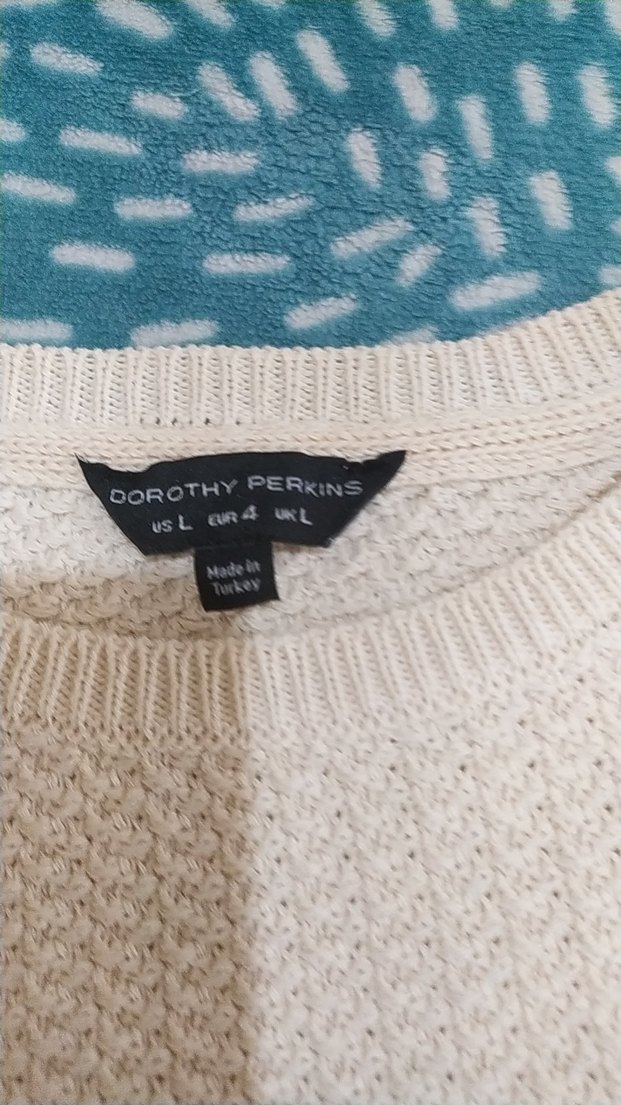 DOROTHY PERKINS
US L EUR 4 UK L
Made in
Turkey